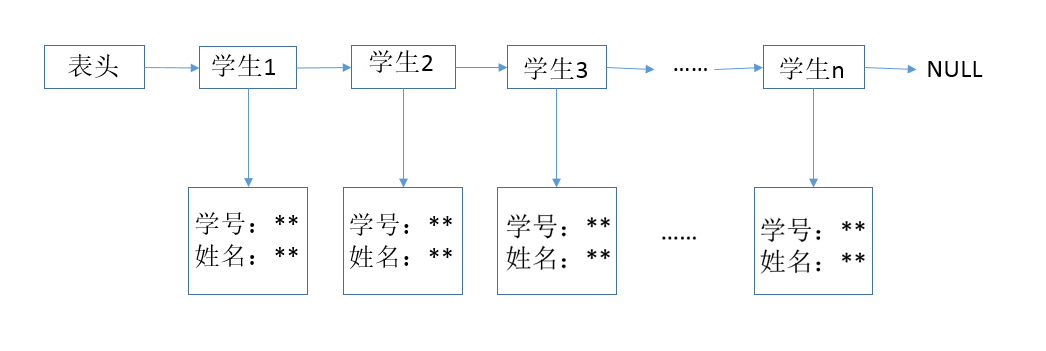 表头
学生1
学生2
学生3
……
学生n
NULL
学号：**
姓名：**
学号：**
姓名：**
学号：**
姓名：**
……
学号：**
姓名：**